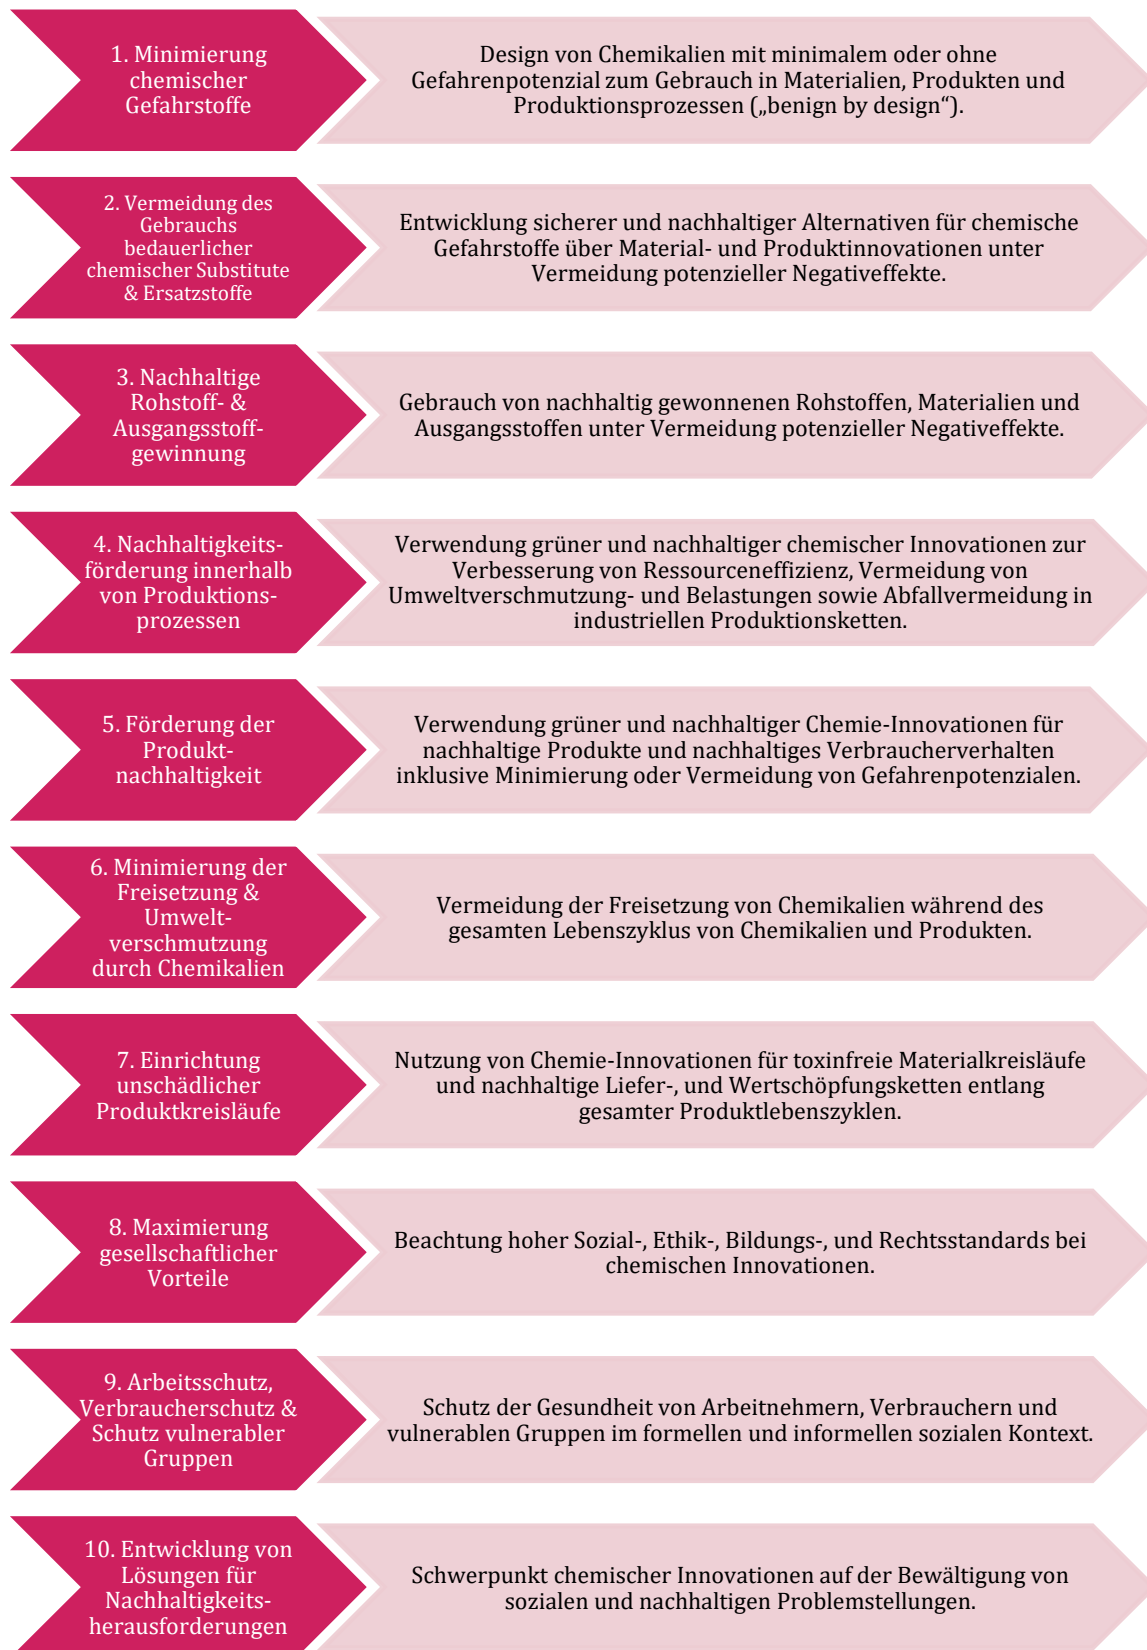 1. Minimierung
chemischer
Gefahrstoffe
Design von Chemikalien mit minimalem oder ohne
Gefahrenpotenzial zum Gebrauch in Materialien, Produkten und
Produktionsprozessen („benign by design“).
2. Vermeidung des
Gebrauchs
bedauerlicher
chemischer Substitute
& Ersatzstoffe
Entwicklung sicherer und nachhaltiger Alternativen für chemische
Gefahrstoffe über Material- und Produktinnovationen unter
Vermeidung potenzieller Negativeffekte.
3. Nachhaltige
Rohstoff- &
Ausgangsstoff-
gewinnung
Gebrauch von nachhaltig gewonnenen Rohstoffen, Materialien und
Ausgangsstoffen unter Vermeidung potenzieller Negativeffekte.
4. Nachhaltigkeits-
förderung innerhalb
von Produktions-
prozessen
Verwendung grüner und nachhaltiger chemischer Innovationen zur
Verbesserung von Ressourceneffizienz, Vermeidung von
Umweltverschmutzung- und Belastungen sowie Abfallvermeidung in
industriellen Produktionsketten.
5. Förderung der
Produkt-
nachhaltigkeit
Verwendung grüner und nachhaltiger Chemie-Innovationen für
nachhaltige Produkte und nachhaltiges Verbraucherverhalten
inklusive Minimierung oder Vermeidung von Gefahrenpotenzialen.
6. Minimierung der
Freisetzung &
Umwelt-
verschmutzung
durch Chemikalien
Vermeidung der Freisetzung von Chemikalien während des
gesamten Lebenszyklus von Chemikalien und Produkten.
7. Einrichtung
unschädlicher
Produktkreisläufe
Nutzung von Chemie-Innovationen für toxinfreie Materialkreisläufe
und nachhaltige Liefer-, und Wertschöpfungsketten entlang
gesamter Produktlebenszyklen.
8. Maximierung
gesellschaftlicher
Vorteile
Beachtung hoher Sozial-, Ethik-, Bildungs-, und Rechtsstandards bei
chemischen Innovationen.
9. Arbeitsschutz,
Verbraucherschutz &
Schutz vulnerabler
Gruppen
Schutz der Gesundheit von Arbeitnehmern, Verbrauchern und
vulnerablen Gruppen im formellen und informellen sozialen Kontext.
10. Entwicklung von
Lösungen für
Nachhaltigkeits-
herausforderungen
Schwerpunkt chemischer Innovationen auf der Bewältigung von
sozialen und nachhaltigen Problemstellungen.